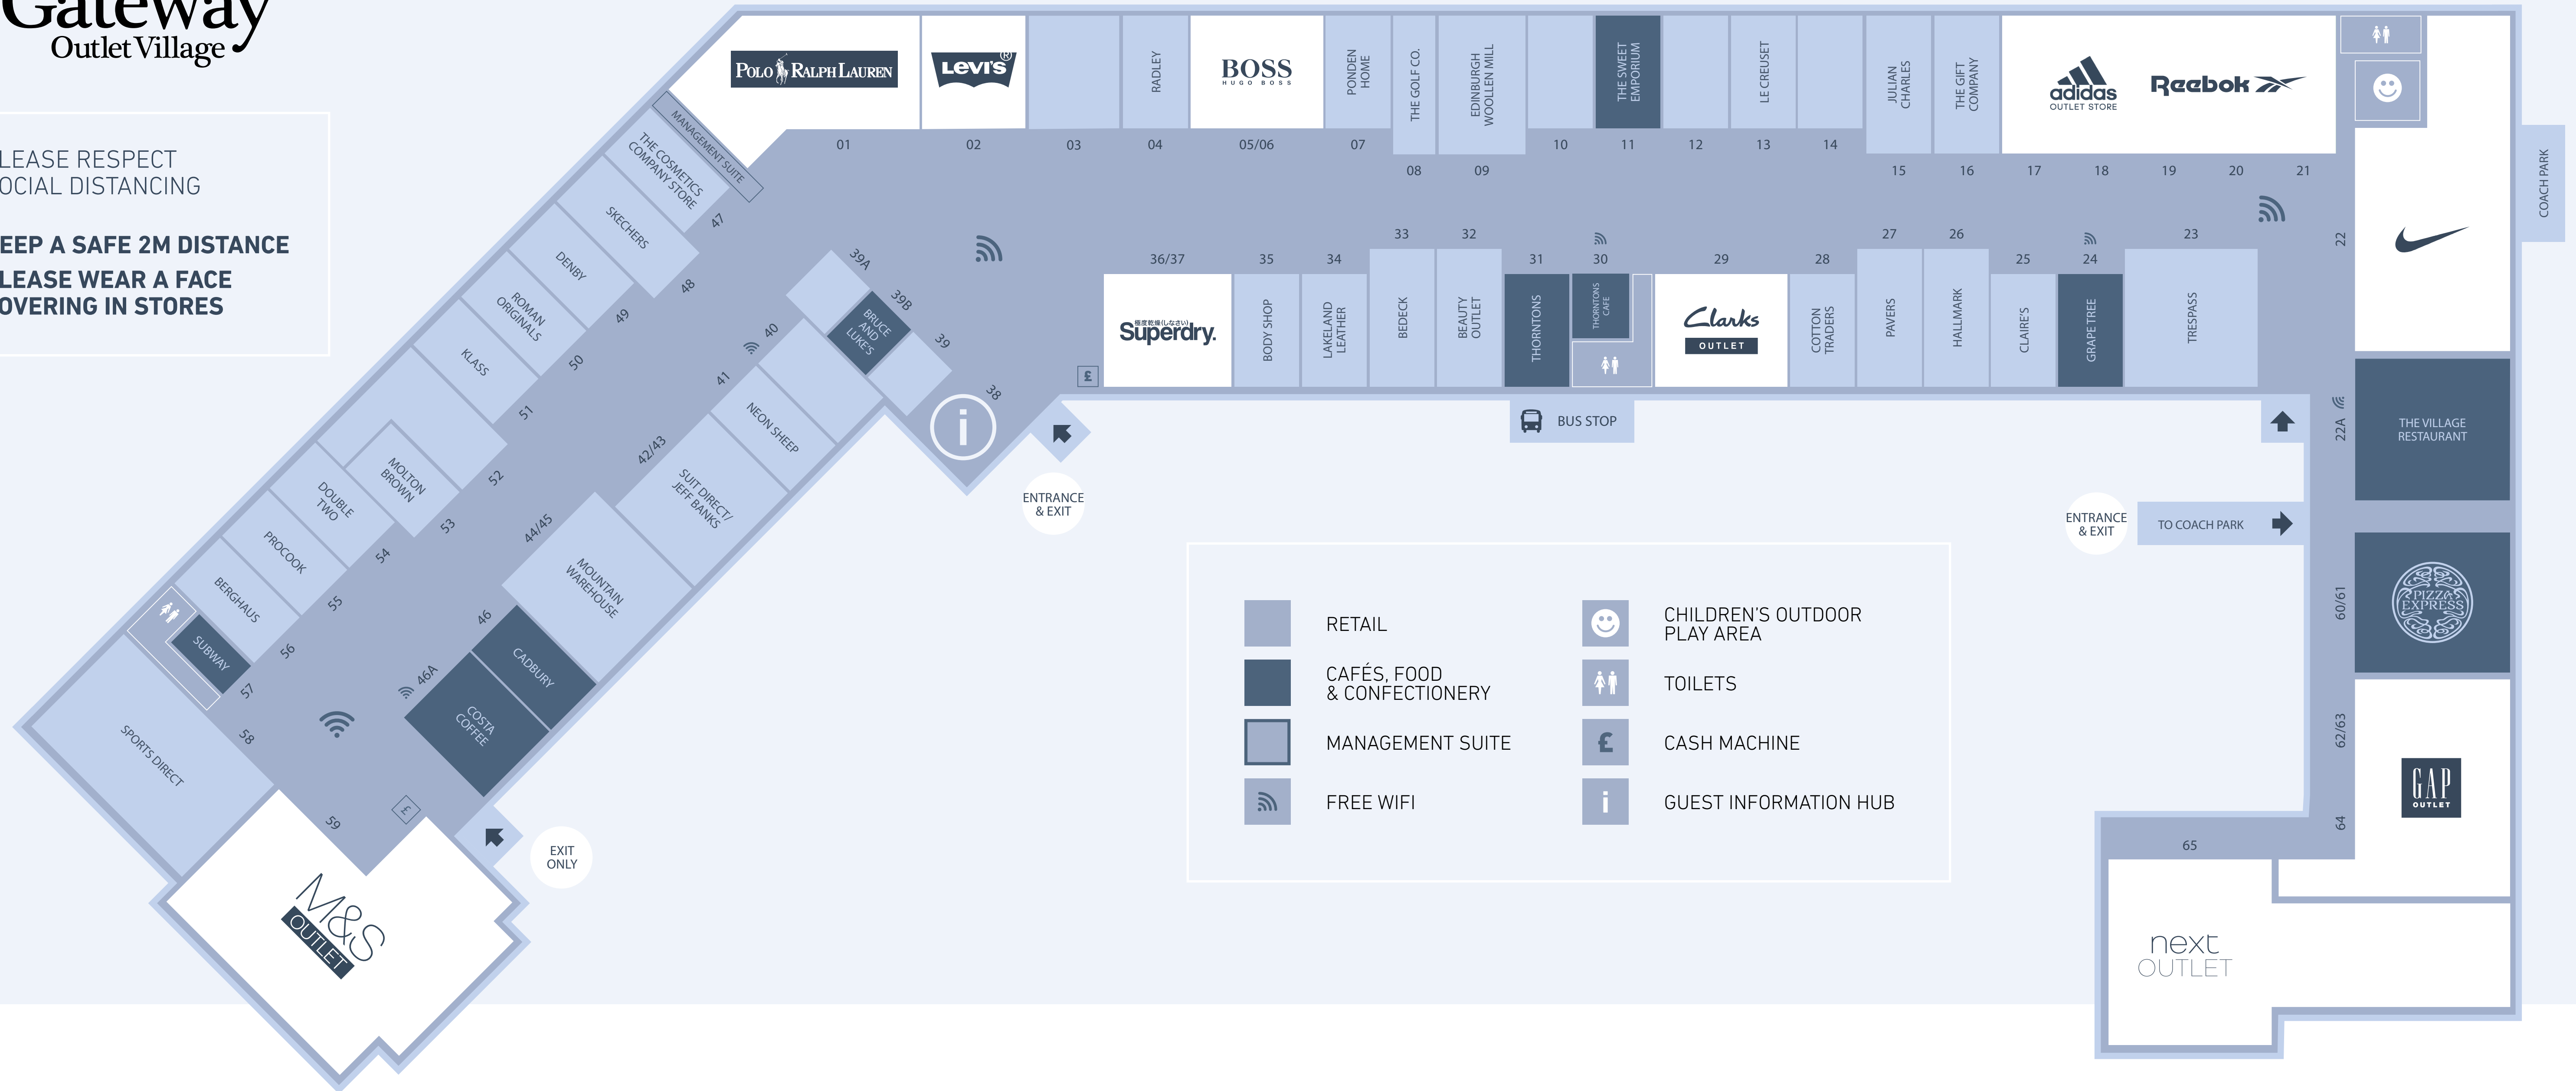 Gateway
Outlet Village
LEASE RESPECT
OCIAL DISTANCING
EEP A SAFE 2M DISTANCE
LEASE WEAR A FACE
OVERING IN STORES
POLO RALPH LAUREN
LEVI'S®
RADLEY
BOSS
HUGO BOSS
PONDEN
HOME
THE GOLF CO.
EDINBURGH
WOOLLEN MILL
THE SWEET
EMPORIUM
LE CREUSET
JULIAN
CHARLES
THE GIFT
COMPANY
adidas
OUTLET STORE
Reebok
01
02
03
04
05/06
07
08
09
10
11
12
13
14
15
16
17
18
19
20
21
22
COACH PARK
MANAGEMENT SUITE
THE COSMETICS
COMPANY STORE
47
SKECHERS
48
DENBY
49
ROMAN
ORIGINALS
50
KLASS
51
52
MOLTON
BROWN
53
DOUBLE
TWO
54
PROCOOK
55
BERGHAUS
56
SUBWAY
57
SPORTS DIRECT
58
59
£
M&S
OUTLET
EXIT
ONLY
39A
39B
BRUCE
AND
LUKE'S
39
38
i
40
41
NEON SHEEP
42/43
SUIT DIRECT/
JEFF BANKS
44/45
MOUNTAIN
WAREHOUSE
46
CADBURY
46A
COSTA
COFFEE
£
ENTRANCE
& EXIT
36/37
35
34
33
32
31
30
29
28
27
26
25
24
23
極度乾燥(しなさい)
Superdry.
BODY SHOP
LAKELAND
LEATHER
BEDECK
BEAUTY
OUTLET
THORNTONS
THORNTONS
CAFE
Clarks
OUTLET
COTTON
TRADERS
PAVERS
HALLMARK
CLAIRE'S
GRAPE TREE
TRESPASS
BUS STOP
22A
THE VILLAGE
RESTAURANT
ENTRANCE
& EXIT
TO COACH PARK
60/61
PIZZA
EXPRESS
62/63
GAP
OUTLET
64
65
next
OUTLET
RETAIL
CAFÉS, FOOD
& CONFECTIONERY
MANAGEMENT SUITE
FREE WIFI
CHILDREN'S OUTDOOR
PLAY AREA
TOILETS
£
CASH MACHINE
i
GUEST INFORMATION HUB